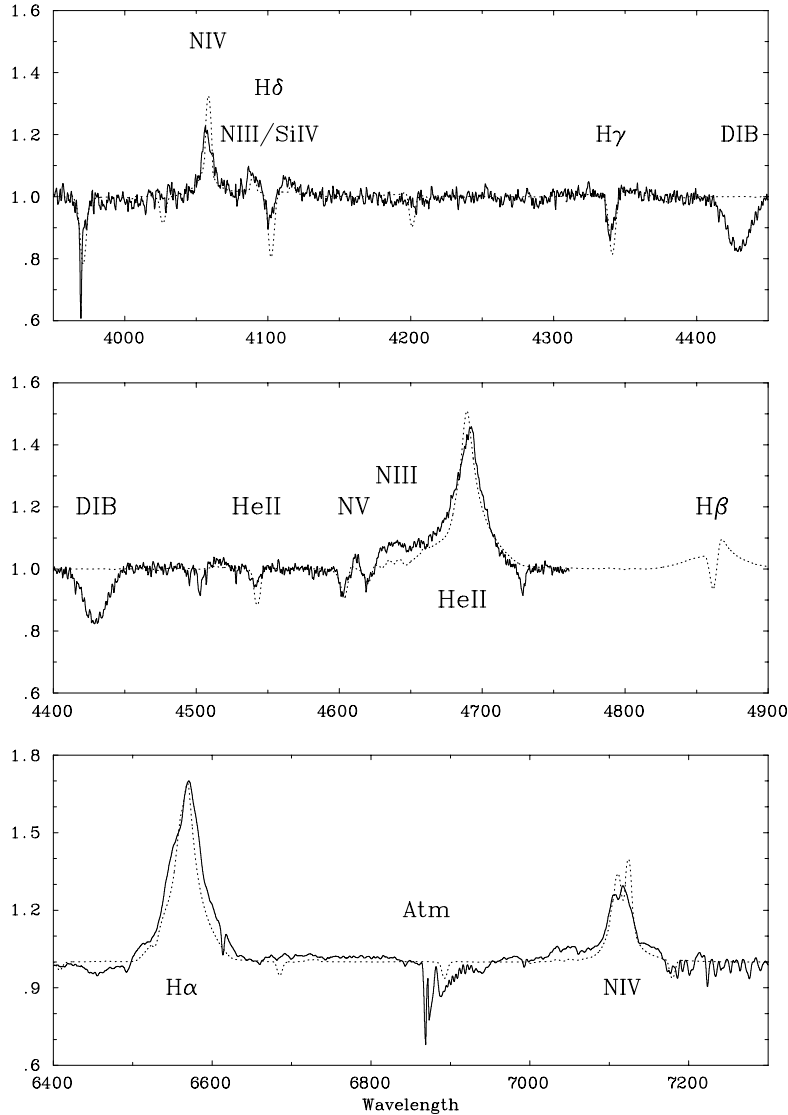 1.6
NIV
1.4
Hδ
1.2
NIII/SiIV
Hγ
DIB
1.0
.8
.6
4000
4100
4200
4300
4400
1.6
1.4
NIII
1.2
DIB
HeII
NV
Hβ
1.0
HeII
.8
.6
4400
4500
4600
4700
4800
4900
1.8
1.5
1.2
Atm
.9
Hα
NIV
.6
6400
6600
6800
7000
7200
Wavelength